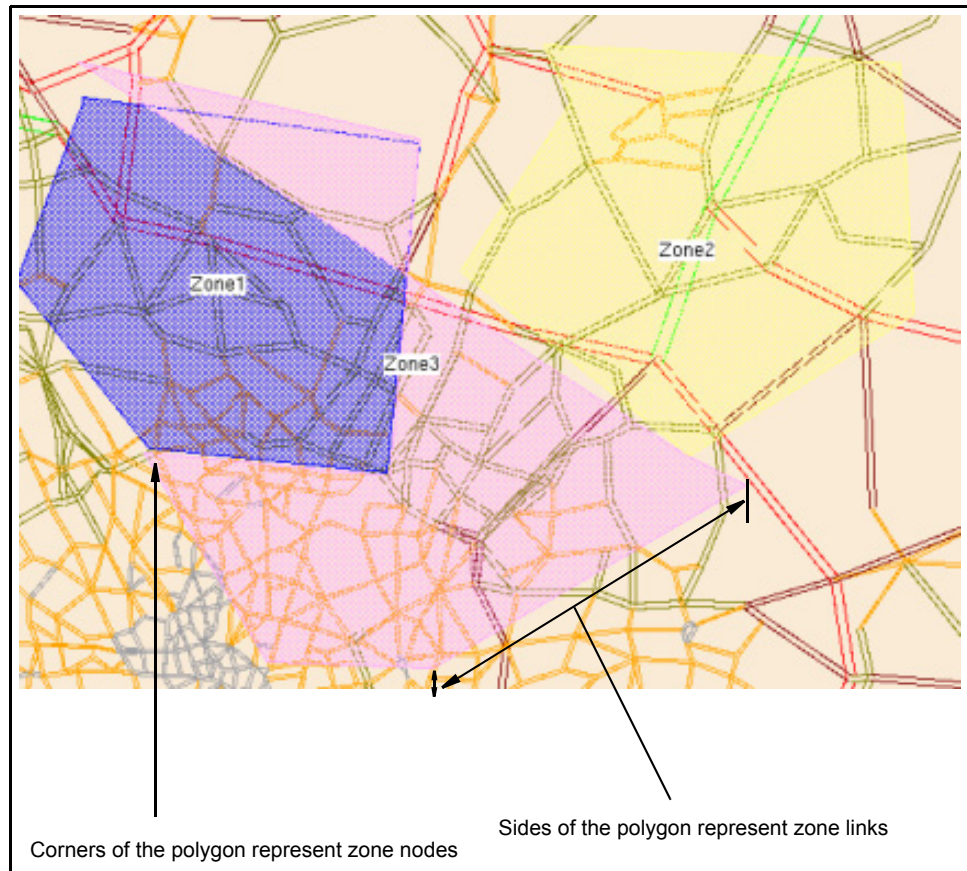 Zone2
Zone1
Zone3
Sides of the polygon represent zone links
Corners of the polygon represent zone nodes